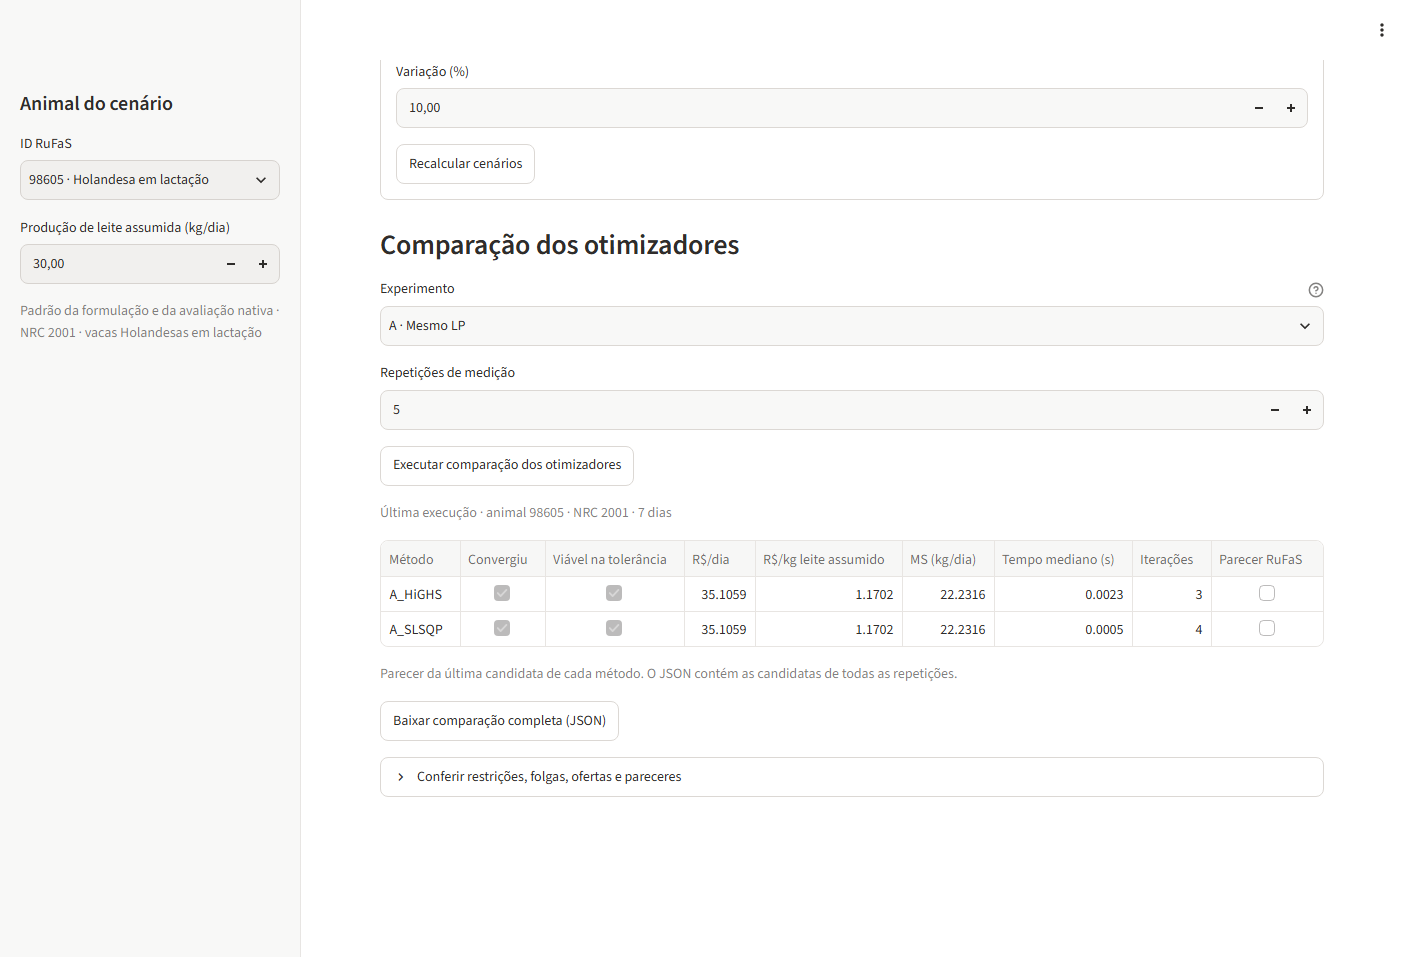 Animal do cenário
ID RuFaS
98605 · Holandesa em lactação
Produção de leite assumida (kg/dia)
30,00
Padrão da formulação e da avaliação nativa ·
NRC 2001 · vacas Holandesas em lactação
Variação (%)
10,00
Recalcular cenários
Comparação dos otimizadores
Experimento
A · Mesmo LP
Repetições de medição
5
Executar comparação dos otimizadores
Última execução · animal 98605 · NRC 2001 · 7 dias
Método Convergiu Viável na tolerância R$/dia R$/kg leite assumido MS (kg/dia) Tempo mediano (s) Iterações Parecer RuFaS
A_HiGHS 35.1059 1.1702 22.2316 0.0023 3
A_SLSQP 35.1059 1.1702 22.2316 0.0005 4
Parecer da última candidata de cada método. O JSON contém as candidatas de todas as repetições.
Baixar comparação completa (JSON)
Conferir restrições, folgas, ofertas e pareceres